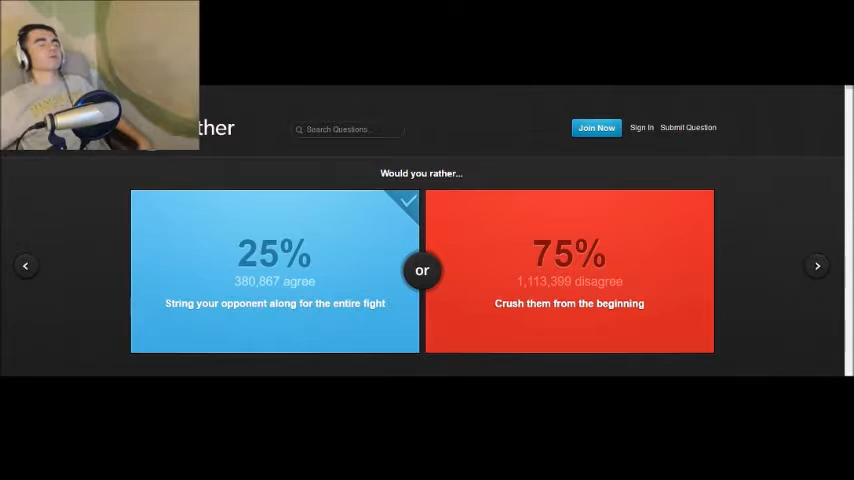 ther
Search Questions...
Join Now
Sign In
Submit Question
Would you rather...
25%
380,867 agree
String your opponent along for the entire fight
or
75%
1,113,399 disagree
Crush them from the beginning